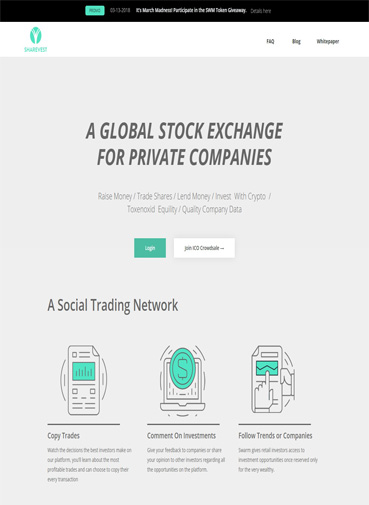 03-13-2018 It's March Madness! Participate in the SWM Token Giveaway. Details here
SHAREVEST
FAQ Blog Whitepaper
A GLOBAL STOCK EXCHANGE
FOR PRIVATE COMPANIES
Raise Money / Trade Shares / Lend Money / Invest With Crypto /
Toxenoxid Equility / Quality Company Data
Login Join ICO Crowdsale →
A Social Trading Network
Copy Trades
Watch the decisions the best investors make on
our platform. you'll learn about the most
profitable trades and can choose to copy their
every transaction
Comment On Investments
Give your feedback to companies or share
your opinion to other investors regarding all
the opportunities on the platform.
Follow Trends or Companies
Swarm gives retail investors access to
investment opportunities once reserved only
for the very wealthy.